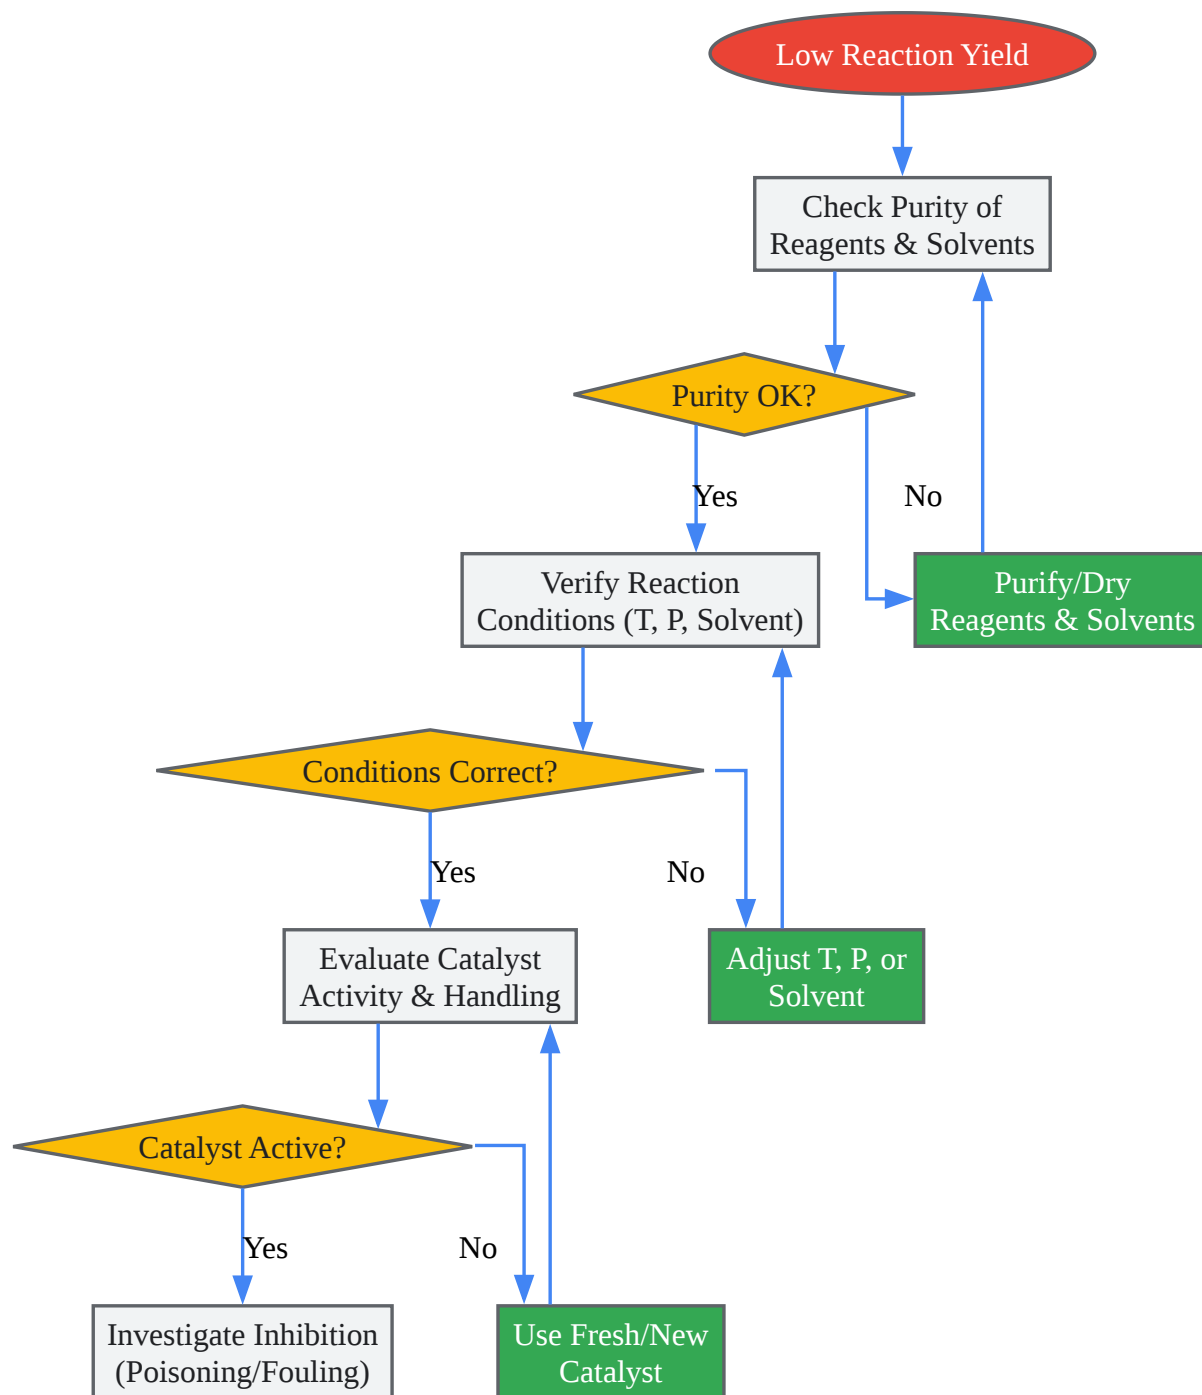 Low Reaction Yield
Check Purity of
Reagents & Solvents
Purity OK?
Yes
No
Verify Reaction
Conditions (T, P, Solvent)
Purify/Dry
Reagents & Solvents
Conditions Correct?
Yes
No
Evaluate Catalyst
Activity & Handling
Adjust T, P, or
Solvent
Catalyst Active?
Yes
No
Investigate Inhibition
(Poisoning/Fouling)
Use Fresh/New
Catalyst